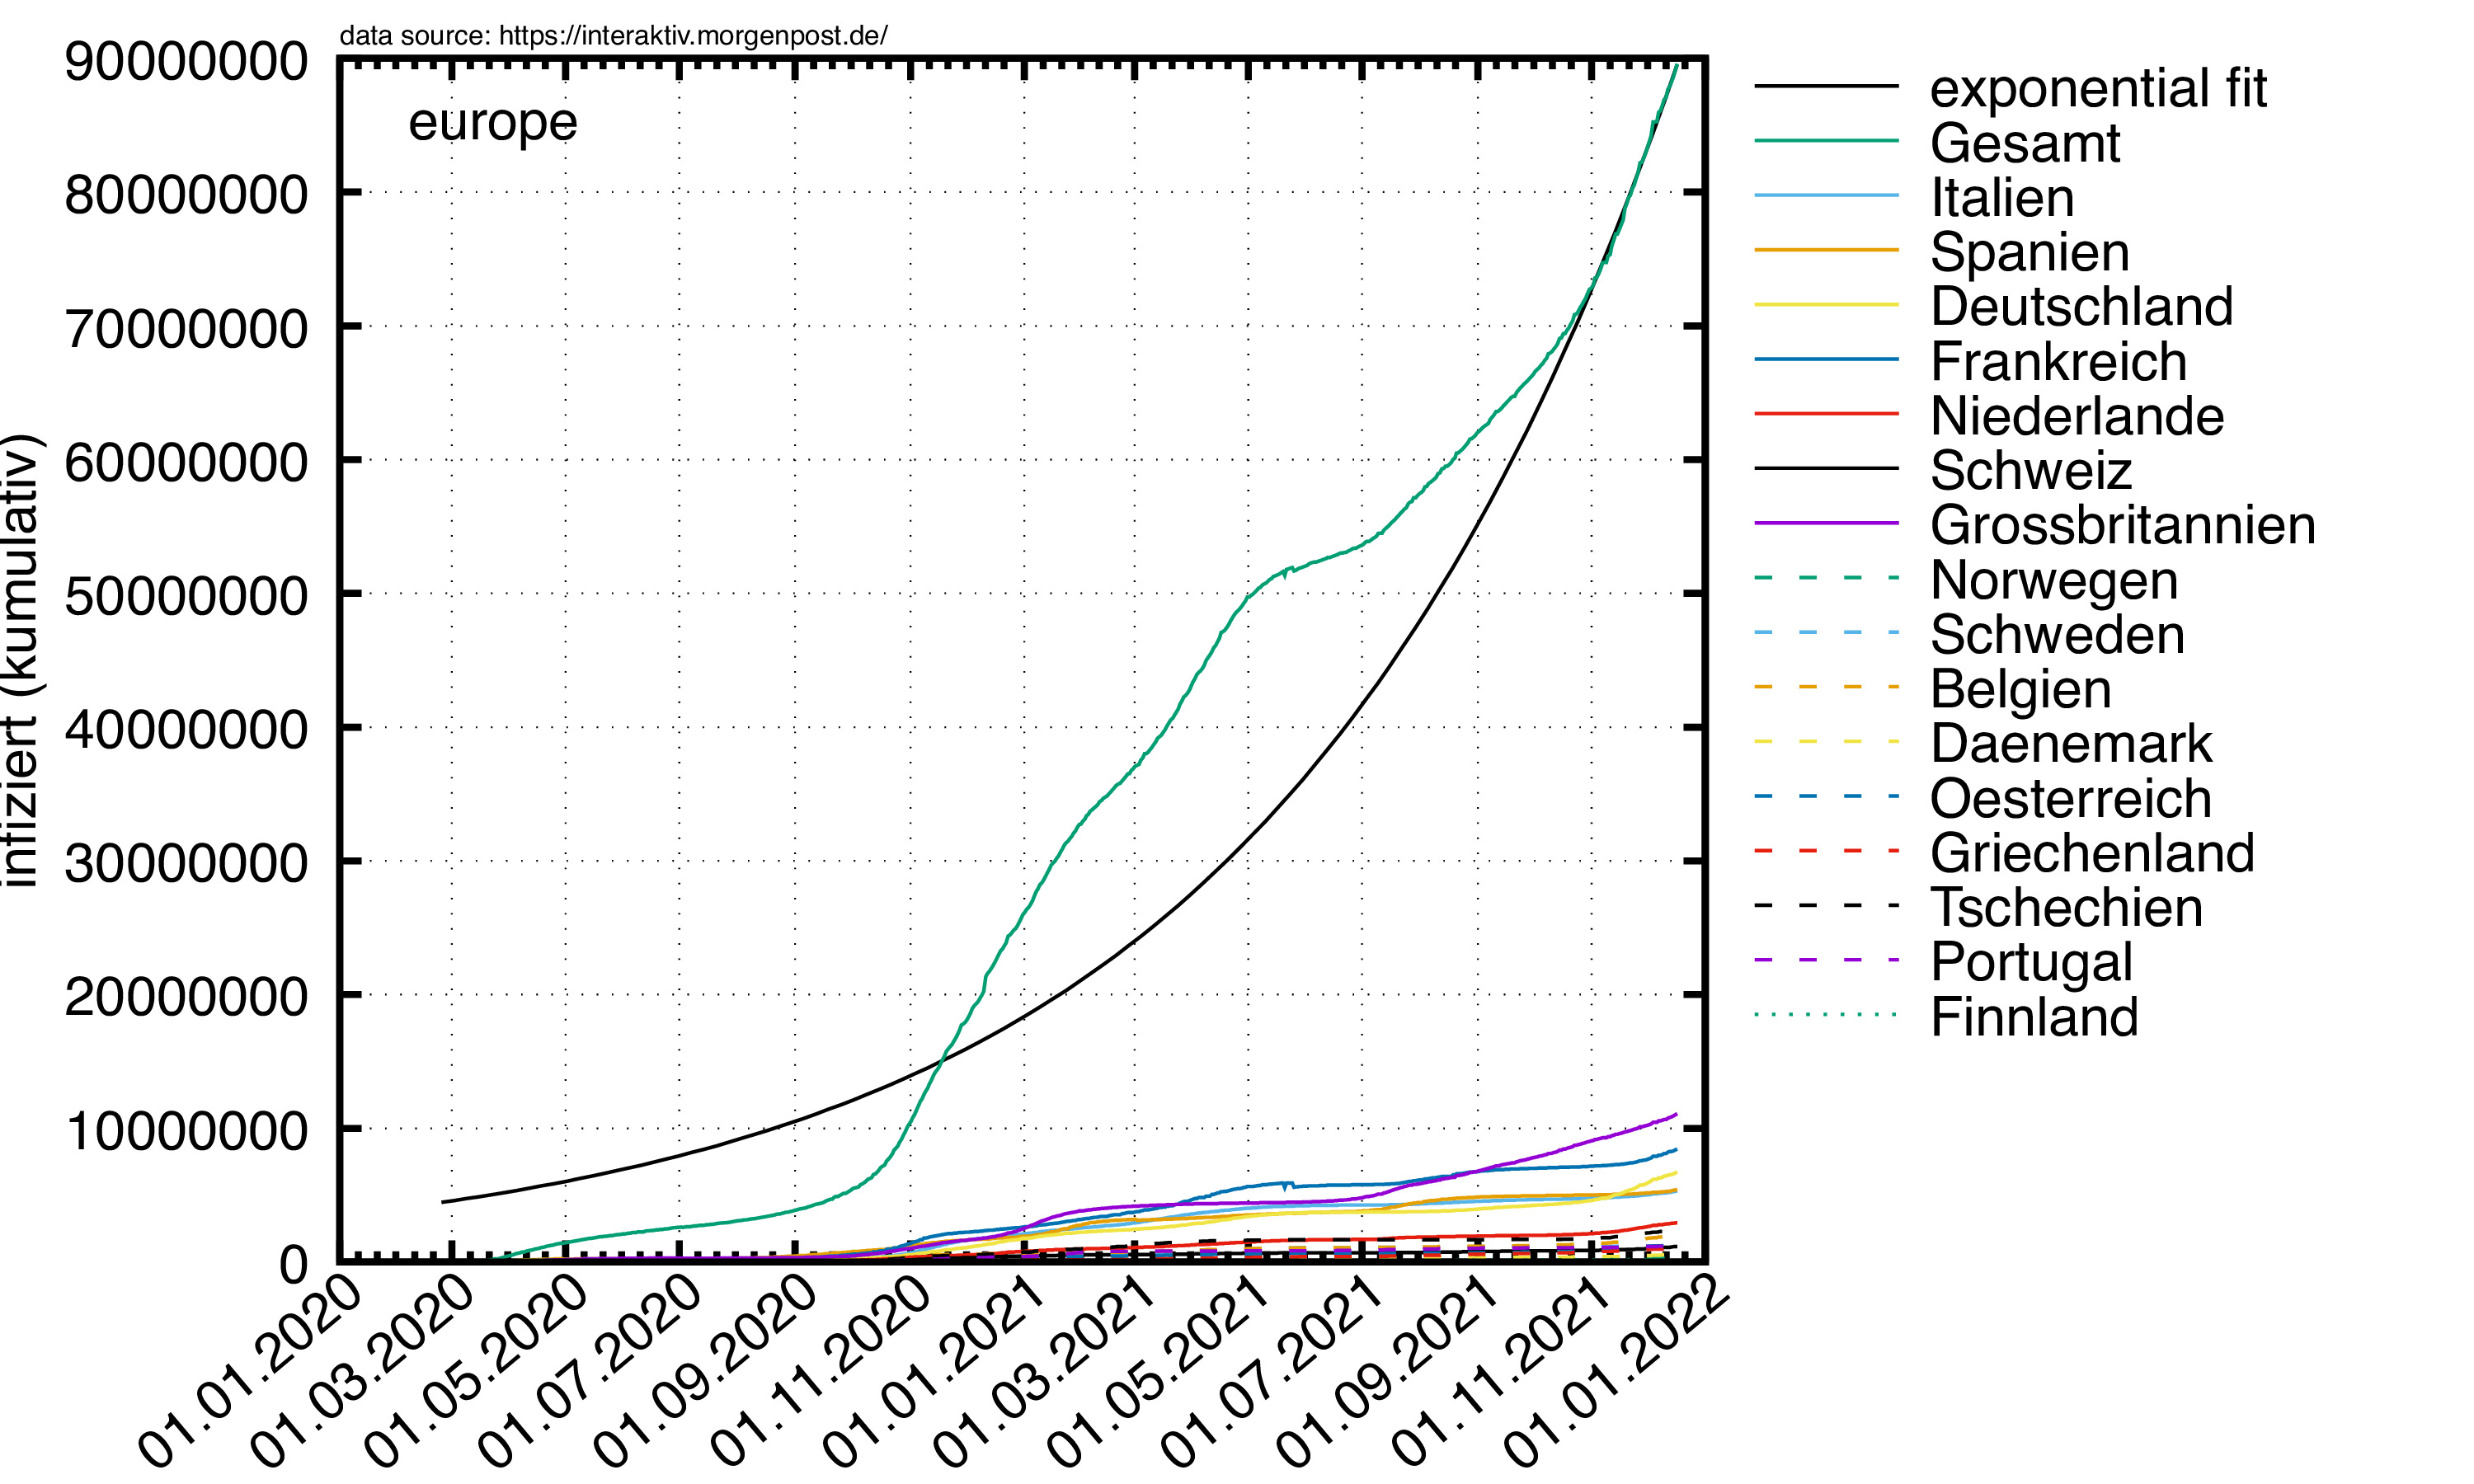 data source: https://interaktiv.morgenpost.de/
europe
infiziert (kumulativ)
90000000
80000000
70000000
60000000
50000000
40000000
30000000
20000000
10000000
0
01.01.2020
01.03.2020
01.05.2020
01.07.2020
01.09.2020
01.11.2020
01.01.2021
01.03.2021
01.05.2021
01.07.2021
01.09.2021
01.11.2021
01.01.2022
exponential fit
Gesamt
Italien
Spanien
Deutschland
Frankreich
Niederlande
Schweiz
Grossbritannien
Norwegen
Schweden
Belgien
Daenemark
Oesterreich
Griechenland
Tschechien
Portugal
Finnland